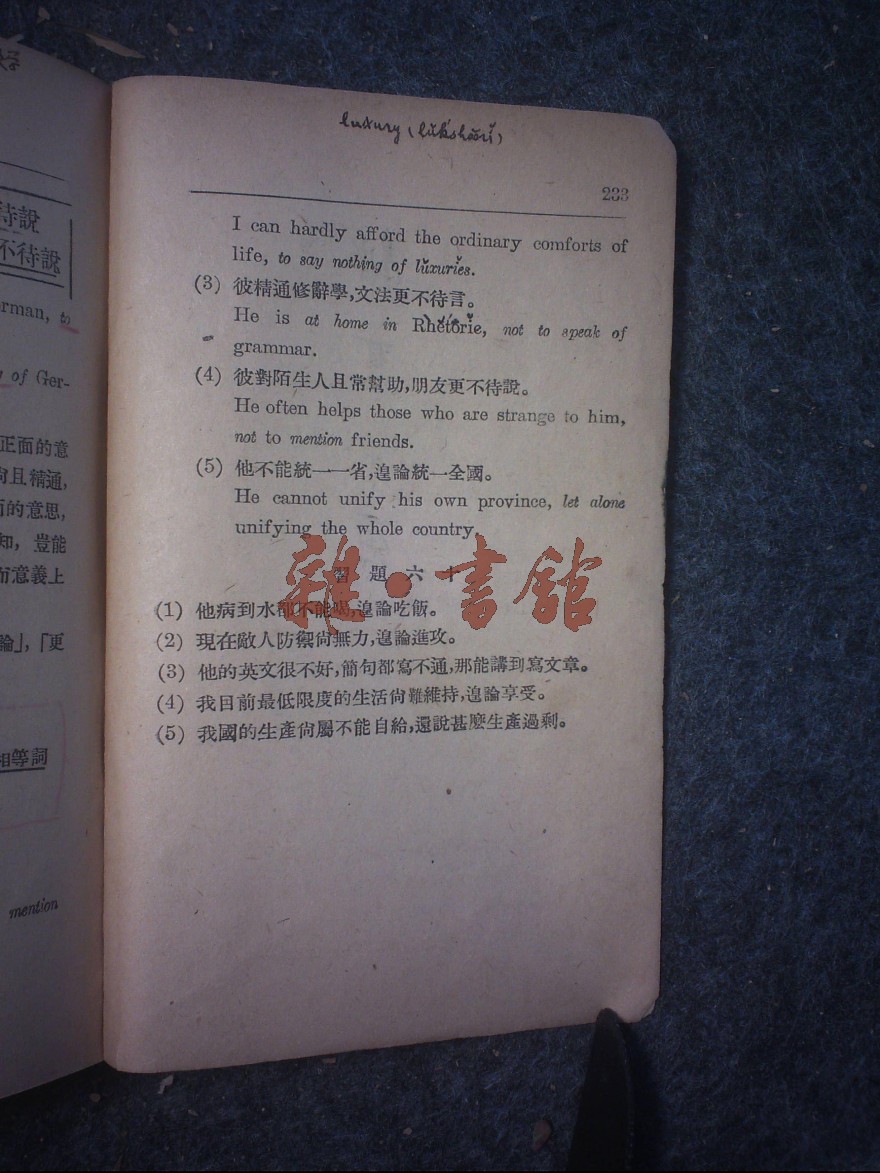 luxury
233
I can hardly afford the ordinary comforts of
life, to say nothing of luxuries.
(3) 彼精通修辭學,文法更不待言。
He is at home in Rhetoric, not to speak of
grammar.
(4) 彼對陌生人且常幫助,朋友更不待說。
He often helps those who are strange to him,
not to mention friends.
(5) 他不能統一一省,遑論統一全國。
He cannot unify his own province, let alone
unifying the whole country.
習題六十
(1) 他病到水都不能喝,遑論吃飯。
(2) 現在敵人防禦尙無力,遑論進攻。
(3) 他的英文很不好,簡句都寫不通,那能講到寫文章。
(4) 我目前最低限度的生活尙難維持,遑論享受。
(5) 我國的生產尙屬不能自給,還說甚麽生產過剩。
雜·書館
待說
不待說
rman, to
of Ger-
正面的意
尙且精通,
而的意思,
知, 豈能
而意義上
論」,「更
相等詞
mention